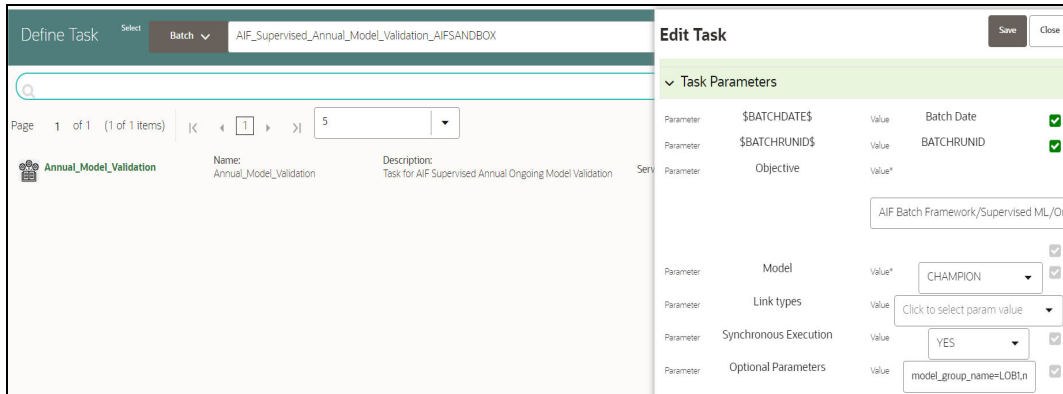 Define Task Select Batch AIF_Supervised_Annual_Model_Validation_AIFSANDBOX
Page 1 of 1 (1 of 1 items) 1 5
Annual_Model_Validation
Name:
Annual_Model_Validation
Description:
Task for AIF Supervised Annual Ongoing Model Validation
Serv
Edit Task Save Close
Task Parameters
Parameter $BATCHDATE$ Value Batch Date
Parameter $BATCHRUNID$ Value BATCHRUNID
Parameter Objective Value*
AIF Batch Framework/Supervised ML/O
Parameter Model Value* CHAMPION
Parameter Link types Value Click to select param value
Parameter Synchronous Execution Value YES
Parameter Optional Parameters Value model_group_name=LOB1,